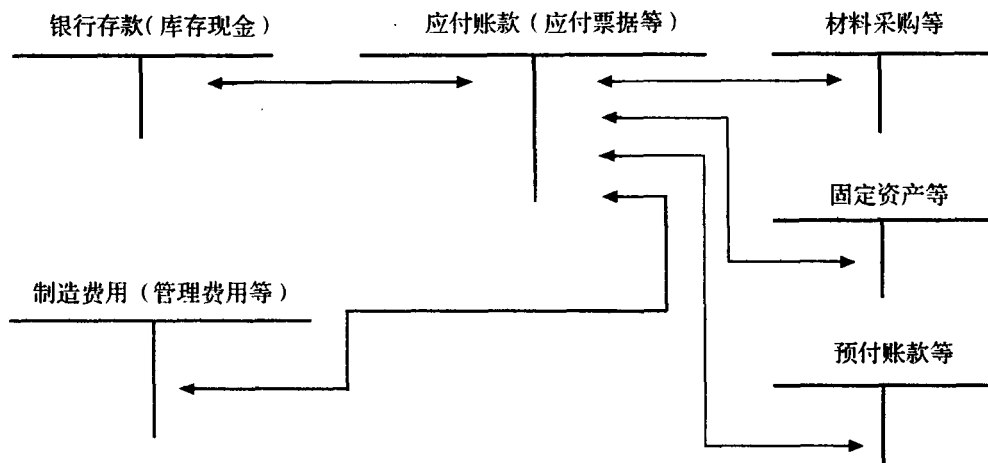 银行存款(库存现金)
应付账款(应付票据等)
材料采购等
固定资产等
制造费用(管理费用等)
预付账款等